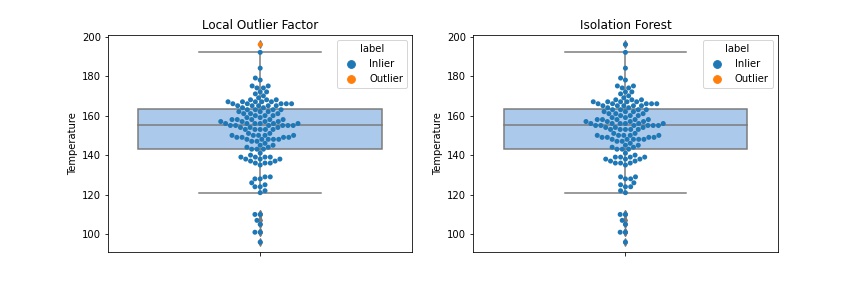 Local Outlier Factor
200
180
160
140
120
100
Temperature
label
Inlier
Outlier
Isolation Forest
200
180
160
140
120
100
Temperature
label
Inlier
Outlier